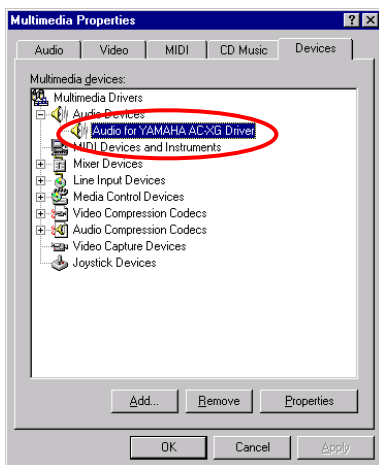 Multimedia Properties
Audio Video MIDI CD Music Devices
Multimedia devices:
Multimedia Drivers
Audio Devices
Audio for YAMAHA AC-XG Driver
MIDI Devices and Instruments
Mixer Devices
Line Input Devices
Media Control Devices
Video Compression Codecs
Audio Compression Codecs
Video Capture Devices
Joystick Devices
Add... Remove Properties
OK Cancel Apply